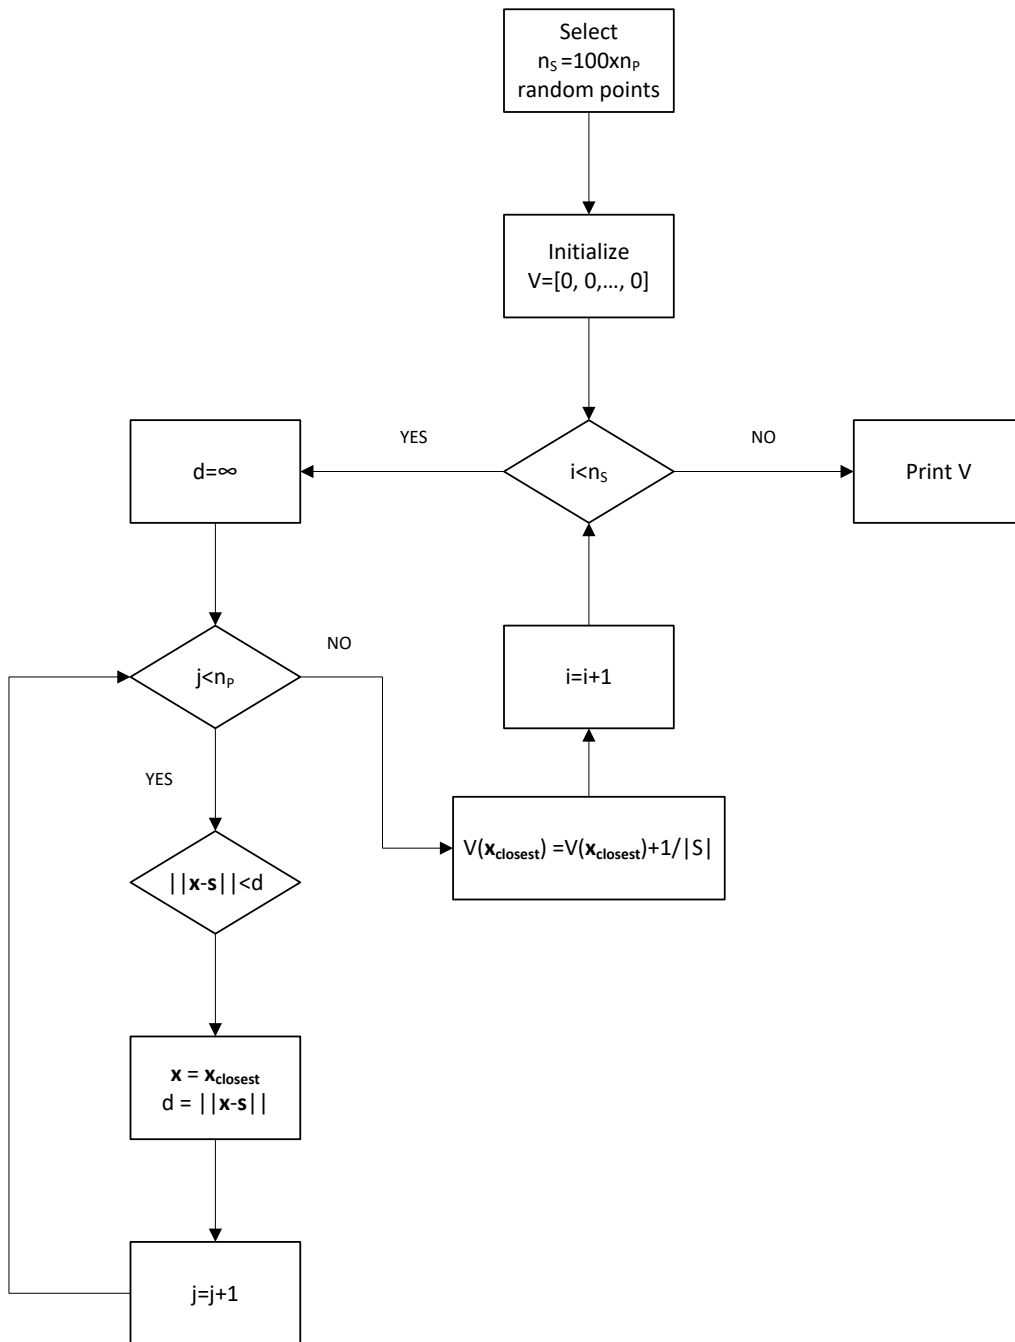 Select
nS =100xnP
random points
Initialize
V=[0, 0,..., 0]
YES
NO
d=∞
i<nS
Print V
NO
j<nP
i=i+1
YES
V(xclosest) =V(xclosest)+1/|S|
||x-s||<d
x = xclosest
d = ||x-s||
j=j+1